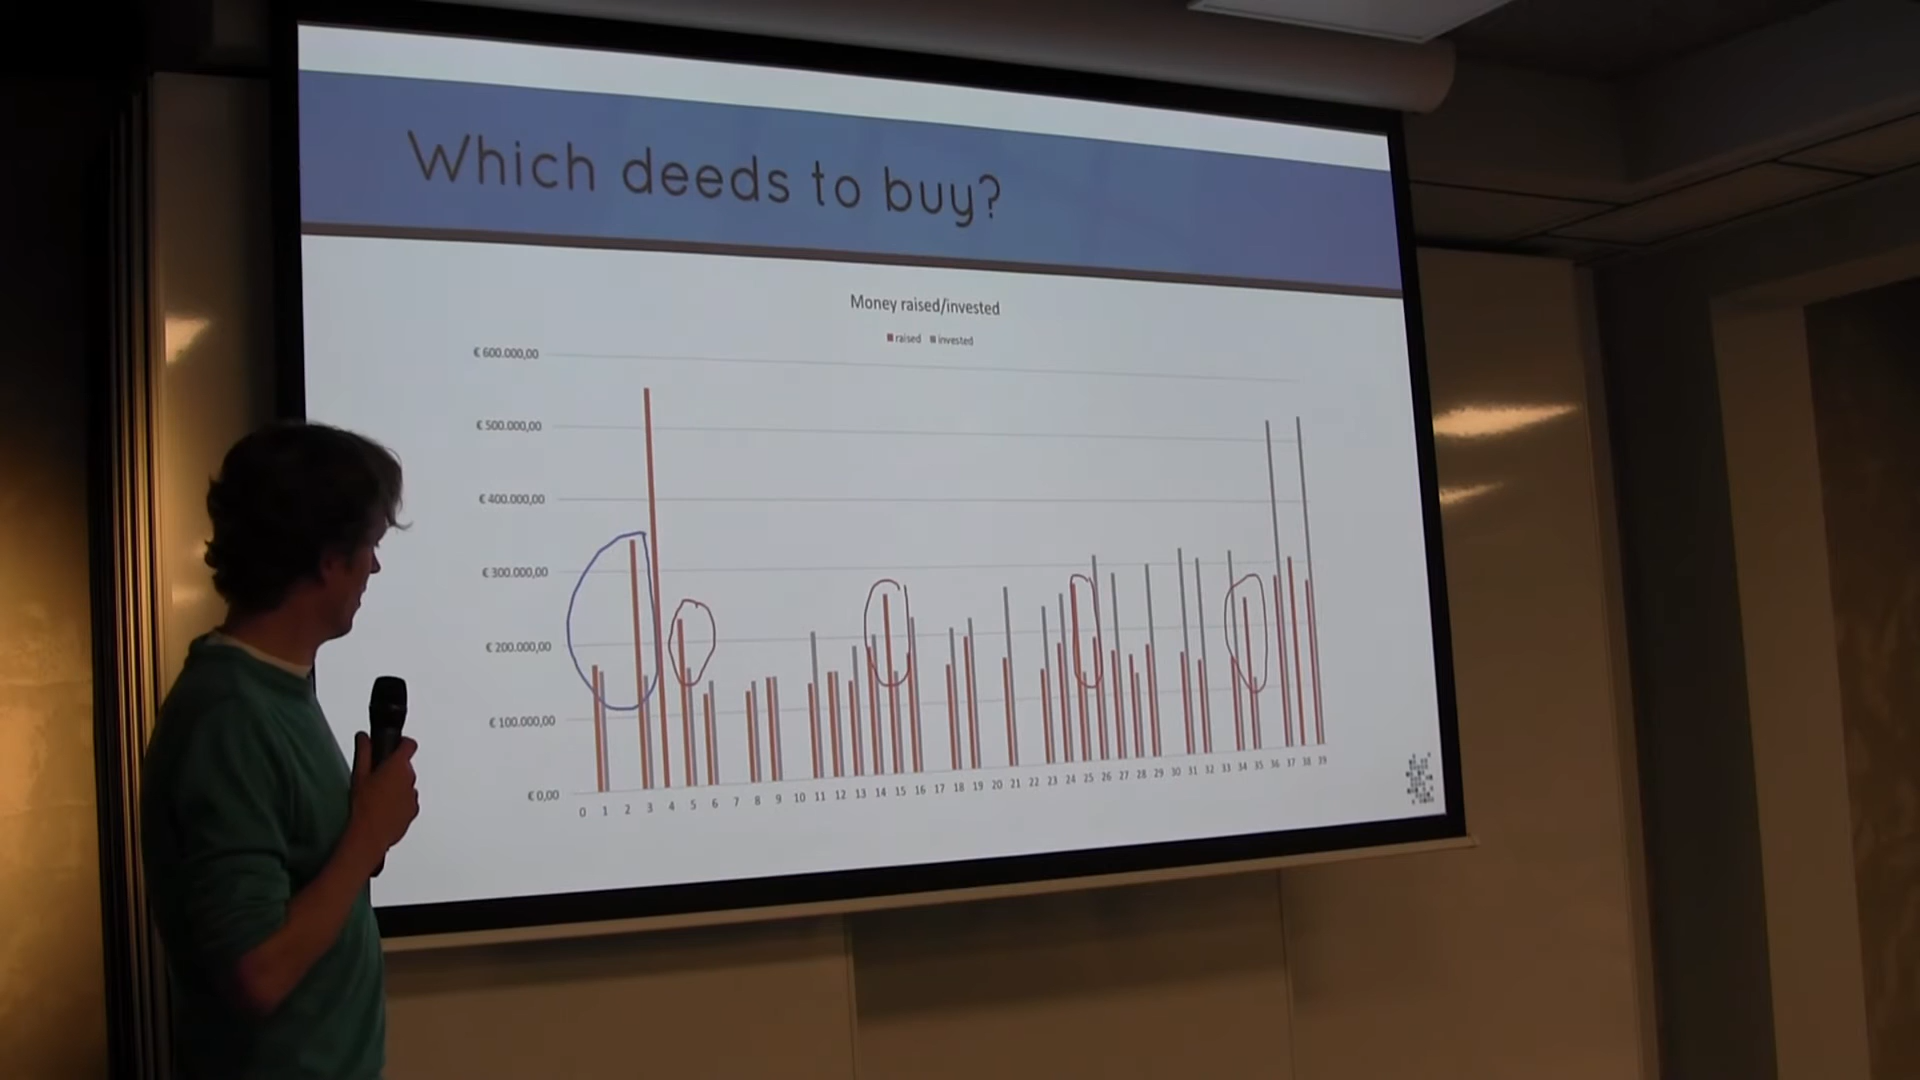 Which deeds to buy?
Money raised/invested
raised invested
€ 600.000,00
€ 500.000,00
€ 400.000,00
€ 300.000,00
€ 200.000,00
€ 100.000,00
€ 0,00
0 1 2 3 4 5 6 7 8 9 10 11 12 13 14 15 16 17 18 19 20 21 22 23 24 25 26 27 28 29 30 31 32 33 34 35 36 37 38 39